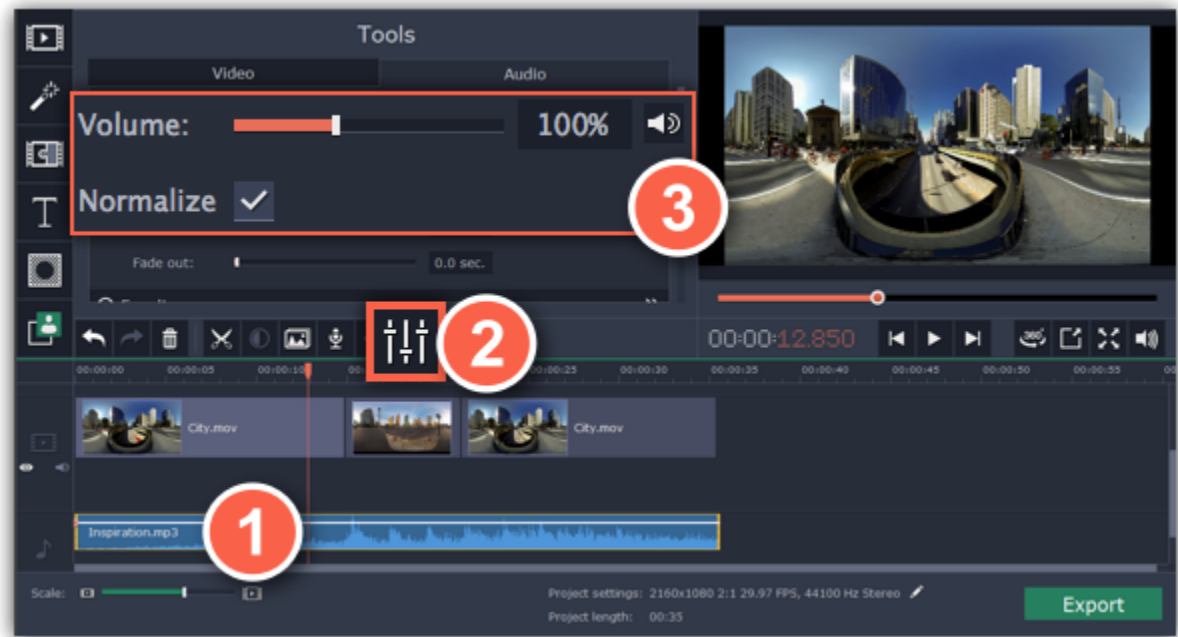 Tools
Video Audio
Volume: 100%
Normalize
3
Fade out: 0.0 sec.
2
00:00:12.850
360°
00:00:00 00:00:05 00:00:10 00:00:25 00:00:30 00:00:35 00:00:40 00:00:45 00:00:50 00:00:55
City.mov City.mov
Inspiration.mp3
1
Scale:
Project settings: 2160x1080 2:1 29.97 FPS, 44100 Hz Stereo
Project length: 00:35
Export